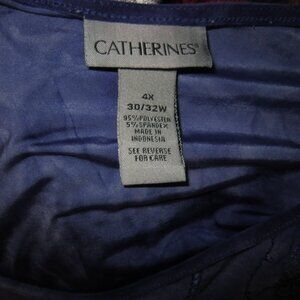 CATHERINES®
4X
30/32W
95% POLYESTER
5% SPANDEX
MADE IN
INDONESIA
SEE REVERSE
FOR CARE